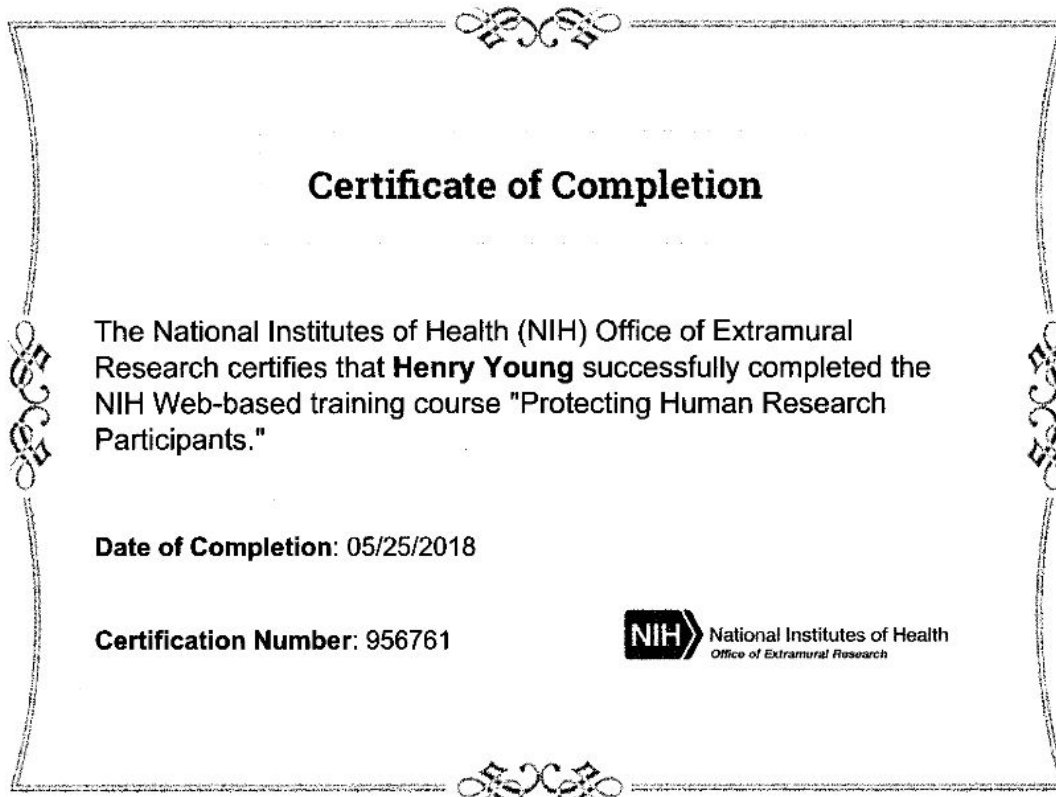 Certificate of Completion
The National Institutes of Health (NIH) Office of Extramural
Research certifies that Henry Young successfully completed the
NIH Web-based training course "Protecting Human Research
Participants."
Date of Completion: 05/25/2018
Certification Number: 956761
NIH National Institutes of Health
Office of Extramural Research